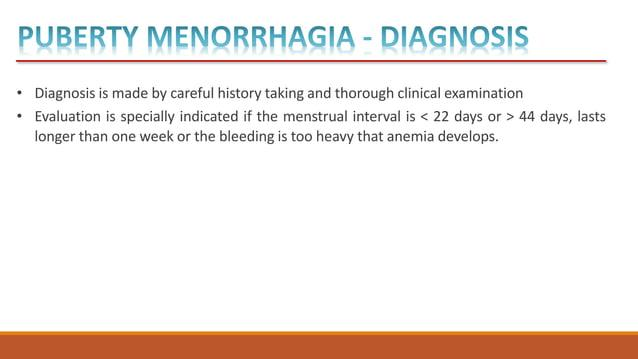 PUBERTY MENORRHAGIA - DIAGNOSIS
• Diagnosis is made by careful history taking and thorough clinical examination
• Evaluation is specially indicated if the menstrual interval is < 22 days or > 44 days, lasts
longer than one week or the bleeding is too heavy that anemia develops.